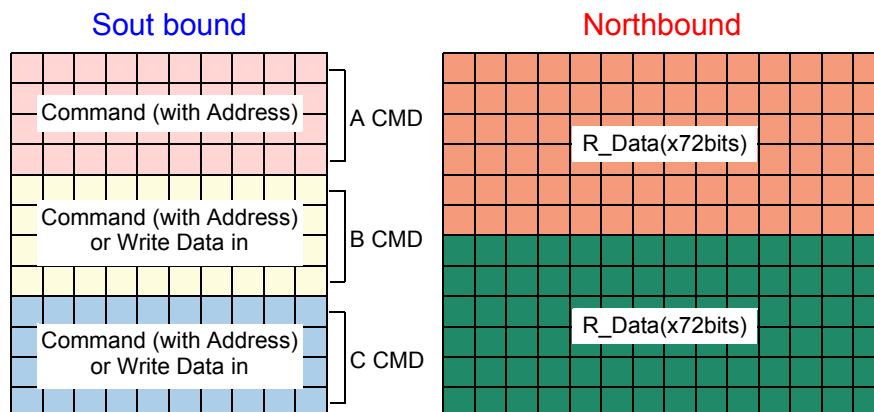 Sout bound
Command (with Address)
A CMD
Command (with Address)
or Write Data in
B CMD
Command (with Address)
or Write Data in
C CMD
Northbound
R_Data(x72bits)
R_Data(x72bits)